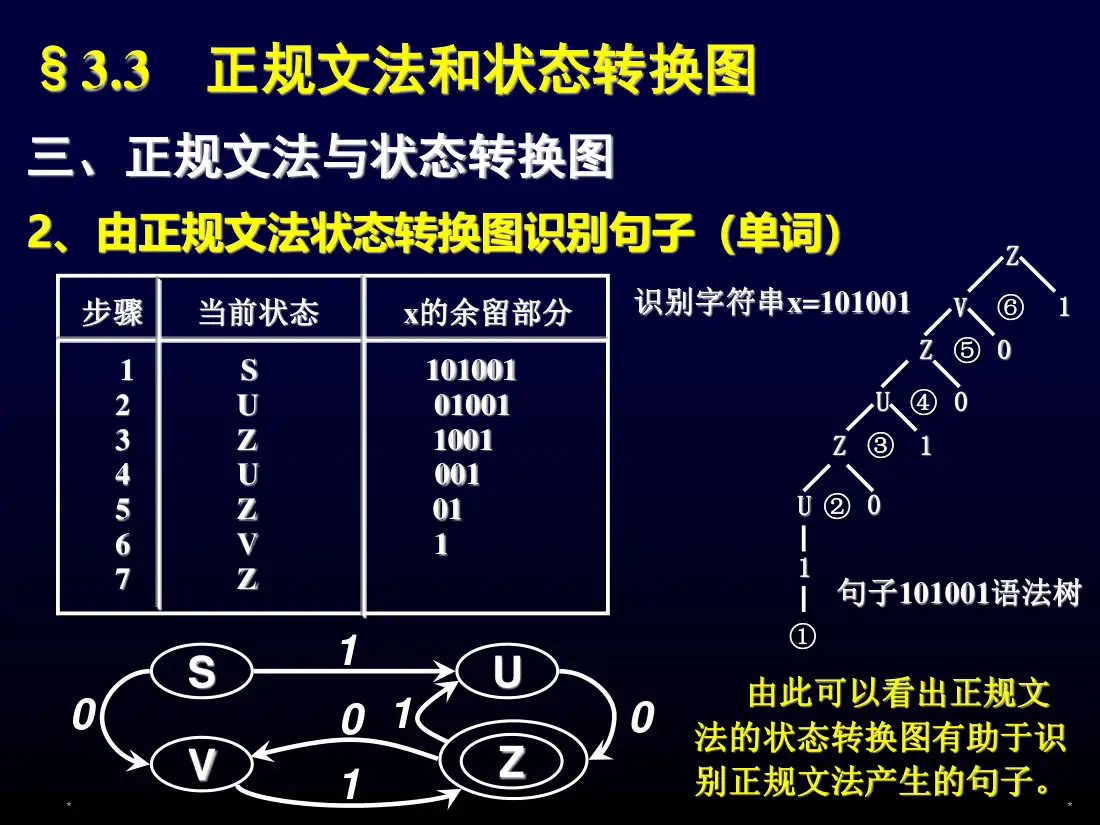 §3.3 正规文法和状态转换图
三、正规文法与状态转换图
2、由正规文法状态转换图识别句子（单词）
步骤 当前状态 x的余留部分
1 S 101001
2 U 01001
3 Z 1001
4 U 001
5 Z 01
6 V 1
7 Z
识别字符串x=101001
Z
V ⑥ 1
Z ⑤ 0
U ④ 0
Z ③ 1
U ② 0
1
①
句子101001语法树
S 1 U
0 0 1 0
V 1 Z
由此可以看出正规文
法的状态转换图有助于识
别正规文法产生的句子。
* *